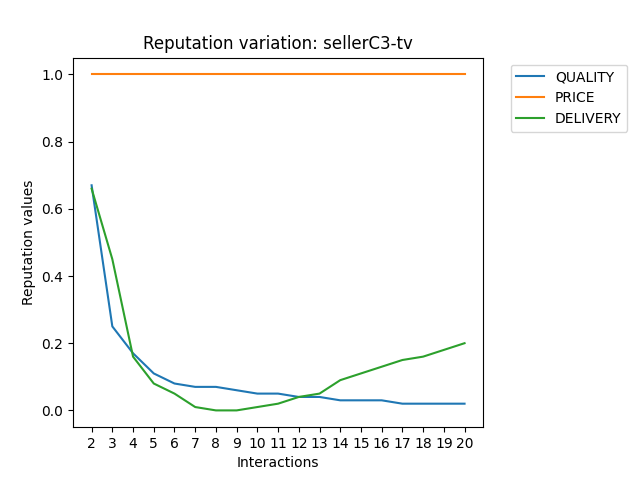 Reputation variation: sellerC3-tv
QUALITY
PRICE
DELIVERY
Reputation values
1.0
0.8
0.6
0.4
0.2
0.0
2 3 4 5 6 7 8 9 10 11 12 13 14 15 16 17 18 19 20
Interactions